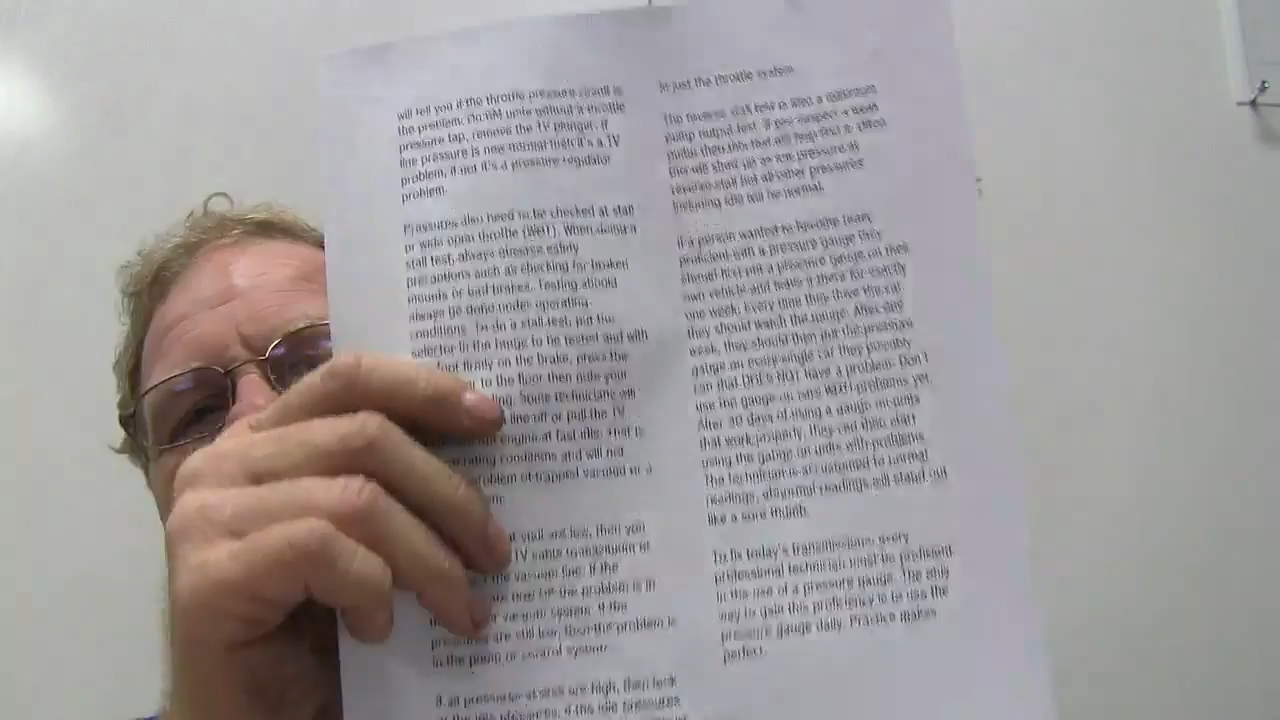 will tell you if the throttle pressure circuit is
the problem. On GM units without a throttle
pressure tap, remove the TV plunger. If
line pressure is now normal then it's a TV
problem, if not it's a pressure regulator
problem.
Pressures also need to be checked at stall
or wide open throttle (WOT). When doing a
stall test, always observe safety
precautions such as checking for broken
mounts or bad brakes. Testing should
always be done under operating
conditions. To do a stall test, put the
selector in the range to be tested and with
foot firmly on the brake, press the
to the floor then note your
Some technicians will
line off or pull the TV
engine at fast idle. That is
rating conditions and will not
problem of trapped vacuum or a
at stall are low, then you
TV cable transmission or
the vacuum line. If the
the problem is in
or vacuum system. If the
pressures are still low, then the problem is
in the pump or control system.
If all pressures at stall are high, then look
at the idle pressures, if the idle pressures
in just the throttle system.
The reverse stall test is also a maximum
pump output test. If you suspect a weak
pump then this test will help find it. Often
this will show up as low pressure at
reverse stall but all other pressures
including idle will be normal.
If a person wanted to become really
proficient with a pressure gauge they
should first put a pressure gauge on their
own vehicle and leave it there for exactly
one week. Every time they drive the car
they should watch the gauge. After one
week, they should then put the pressure
gauge on every single car they possibly
can that DOES NOT have a problem. Don't
use the gauge on cars WITH problems yet.
After 30 days of using a gauge on units
that work properly, they can then start
using the gauge on units with problems.
The technician is accustomed to normal
readings, abnormal readings will stand out
like a sore thumb.
To fix today's transmissions, every
professional technician must be proficient
in the use of a pressure gauge. The only
way to gain this proficiency is to use the
pressure gauge daily. Practice makes
perfect.